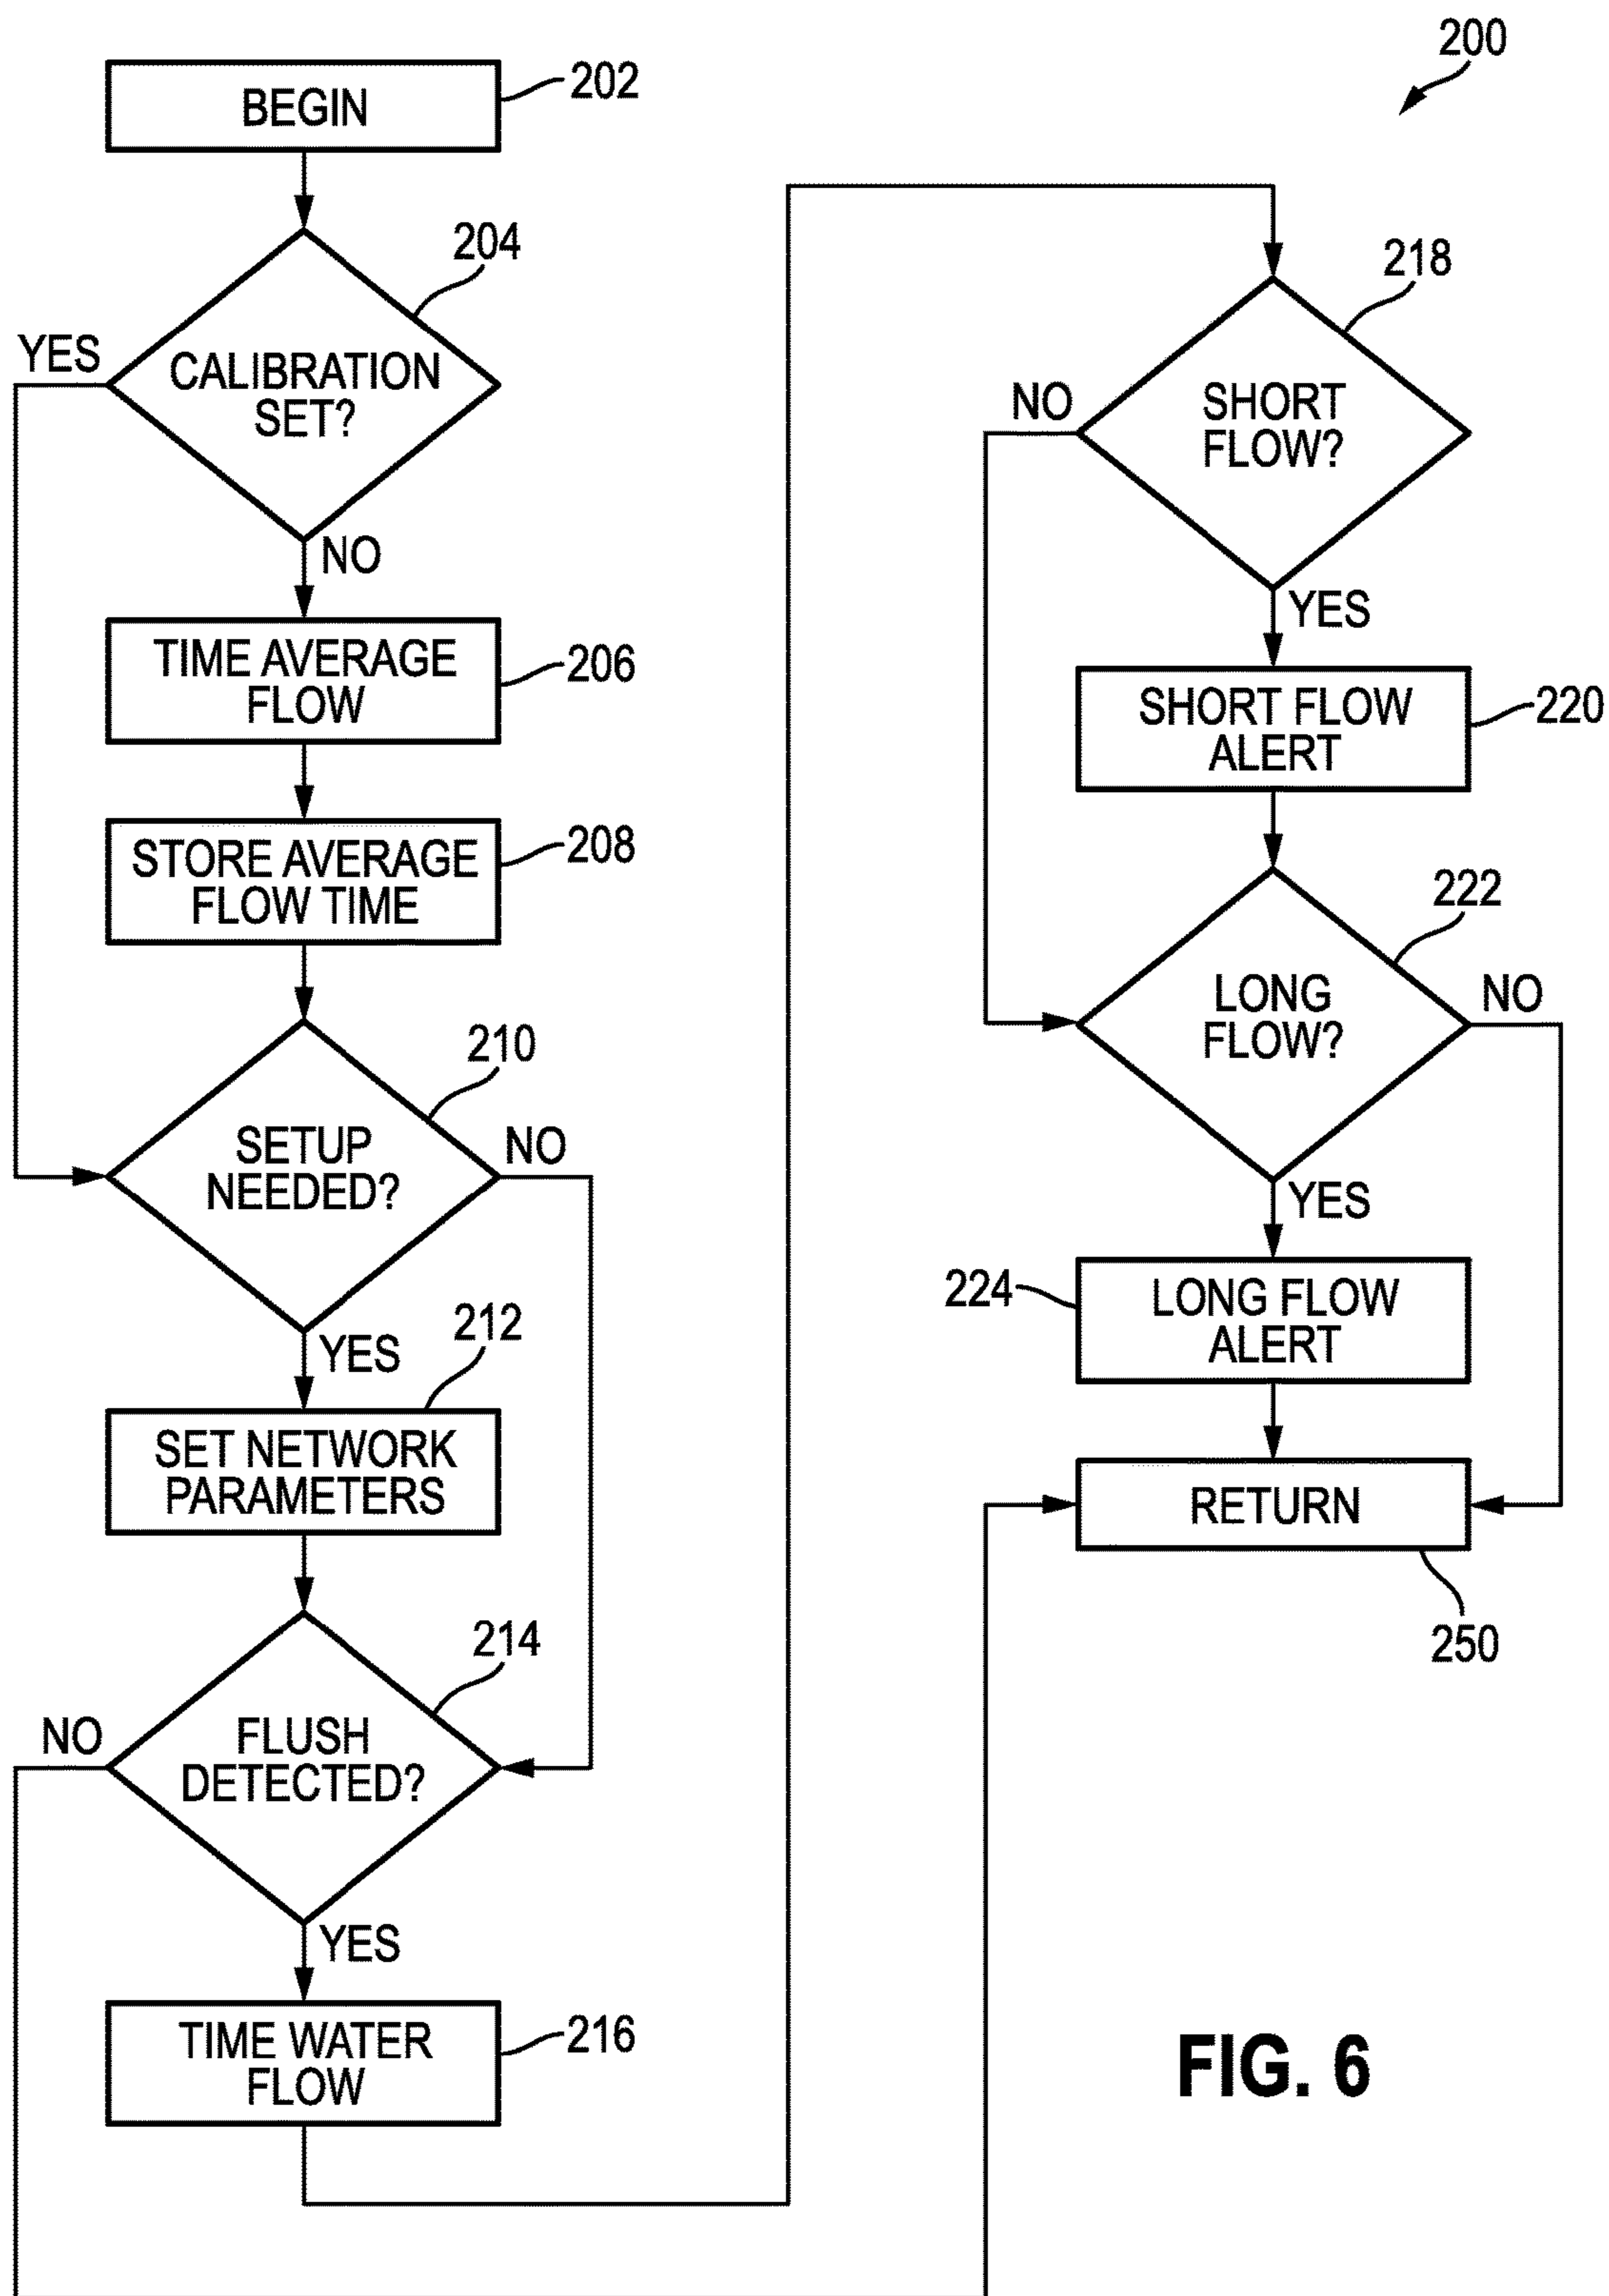 200
BEGIN
202
204
YES
CALIBRATION
SET?
NO
TIME AVERAGE
FLOW
206
STORE AVERAGE
FLOW TIME
208
210
SETUP
NEEDED?
NO
YES
212
SET NETWORK
PARAMETERS
214
NO
FLUSH
DETECTED?
YES
TIME WATER
FLOW
216
218
NO
SHORT
FLOW?
YES
SHORT FLOW
ALERT
220
222
LONG
FLOW?
NO
YES
224
LONG FLOW
ALERT
RETURN
250
FIG. 6